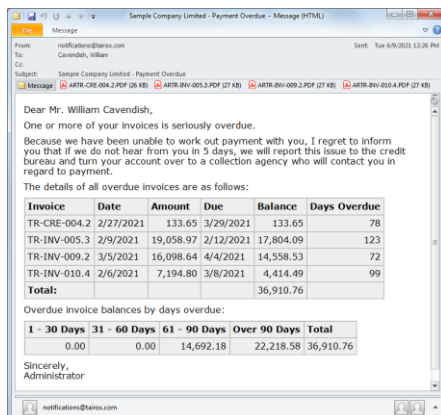 Sample Company Limited - Payment Overdue - Message (HTML)
File Message
From: notifications@tairox.com Sent: Tue 6/9/2021 12:26 PM
To: Cavendish, William
Cc:
Subject: Sample Company Limited - Payment Overdue
Message ARTR-CRE-004.2.PDF (26 KB) ARTR-INV-005.3.PDF (27 KB) ARTR-INV-009.2.PDF (27 KB) ARTR-INV-010.4.PDF (27 KB)
Dear Mr. William Cavendish,
One or more of your invoices is seriously overdue.
Because we have been unable to work out payment with you, I regret to inform
you that if we do not hear from you in 5 days, we will report this issue to the credit
bureau and turn your account over to a collection agency who will contact you in
regard to payment.
The details of all overdue invoices are as follows:
Invoice Date Amount Due Balance Days Overdue
TR-CRE-004.2 2/27/2021 133.65 3/29/2021 133.65 78
TR-INV-005.3 2/9/2021 19,058.97 2/12/2021 17,804.09 123
TR-INV-009.2 3/5/2021 16,098.64 4/4/2021 14,558.53 72
TR-INV-010.4 2/6/2021 7,194.80 3/8/2021 4,414.49 99
Total: 36,910.76
Overdue invoice balances by days overdue:
1 - 30 Days 31 - 60 Days 61 - 90 Days Over 90 Days Total
0.00 0.00 14,692.18 22,218.58 36,910.76
Sincerely,
Administrator
notifications@tairox.com